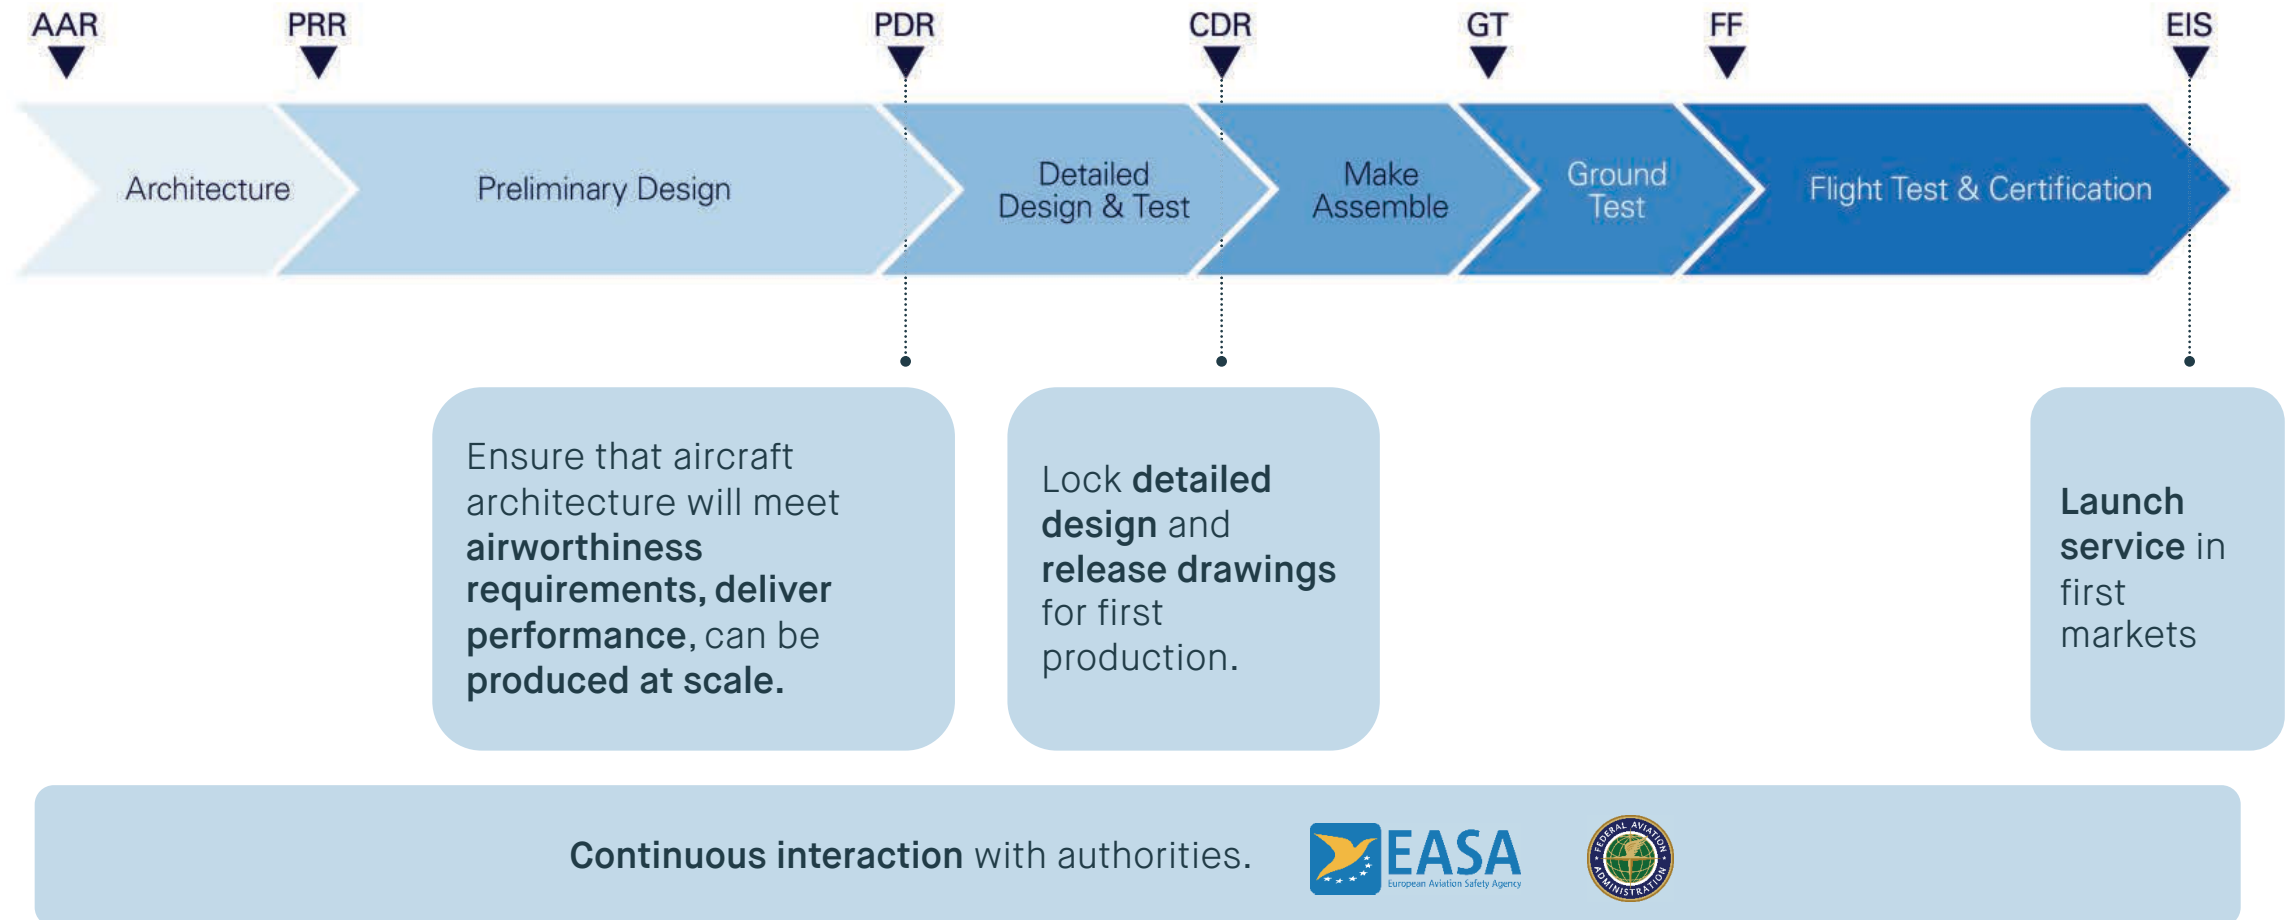 AAR PRR PDR CDR GT FF EIS
Architecture
Preliminary Design
Detailed
Design & Test
Make
Assemble
Ground
Test
Flight Test & Certification
Ensure that aircraft
architecture will meet
airworthiness
requirements, deliver
performance, can be
produced at scale.
Lock detailed
design and
release drawings
for first
production.
Launch
service in
first
markets
Continuous interaction with authorities.
EASA
European Aviation Safety Agency
FEDERAL AVIATION
ADMINISTRATION